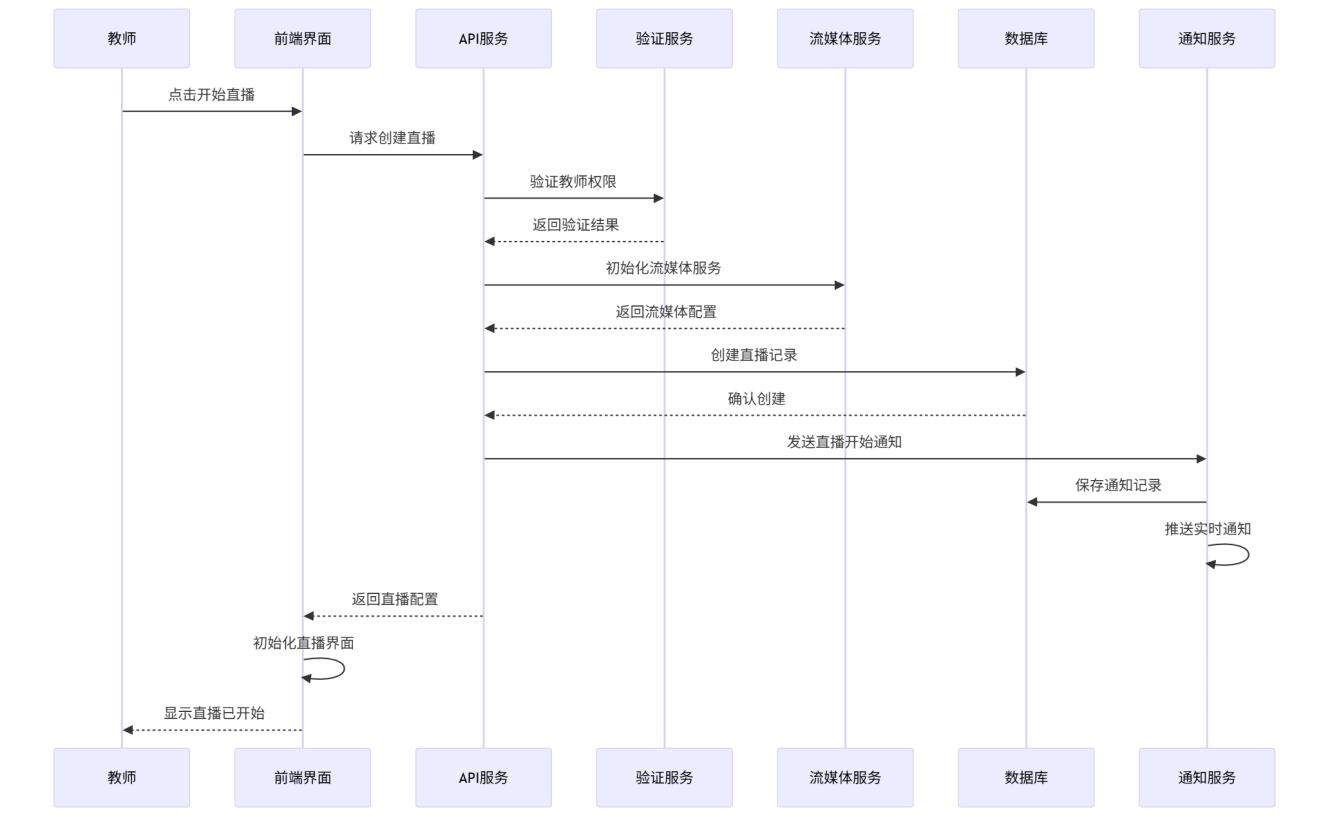 教师
前端界面
API服务
验证服务
流媒体服务
数据库
通知服务
点击开始直播
请求创建直播
验证教师权限
返回验证结果
初始化流媒体服务
返回流媒体配置
创建直播记录
确认创建
发送直播开始通知
保存通知记录
推送实时通知
返回直播配置
初始化直播界面
显示直播已开始
教师
前端界面
API服务
验证服务
流媒体服务
数据库
通知服务